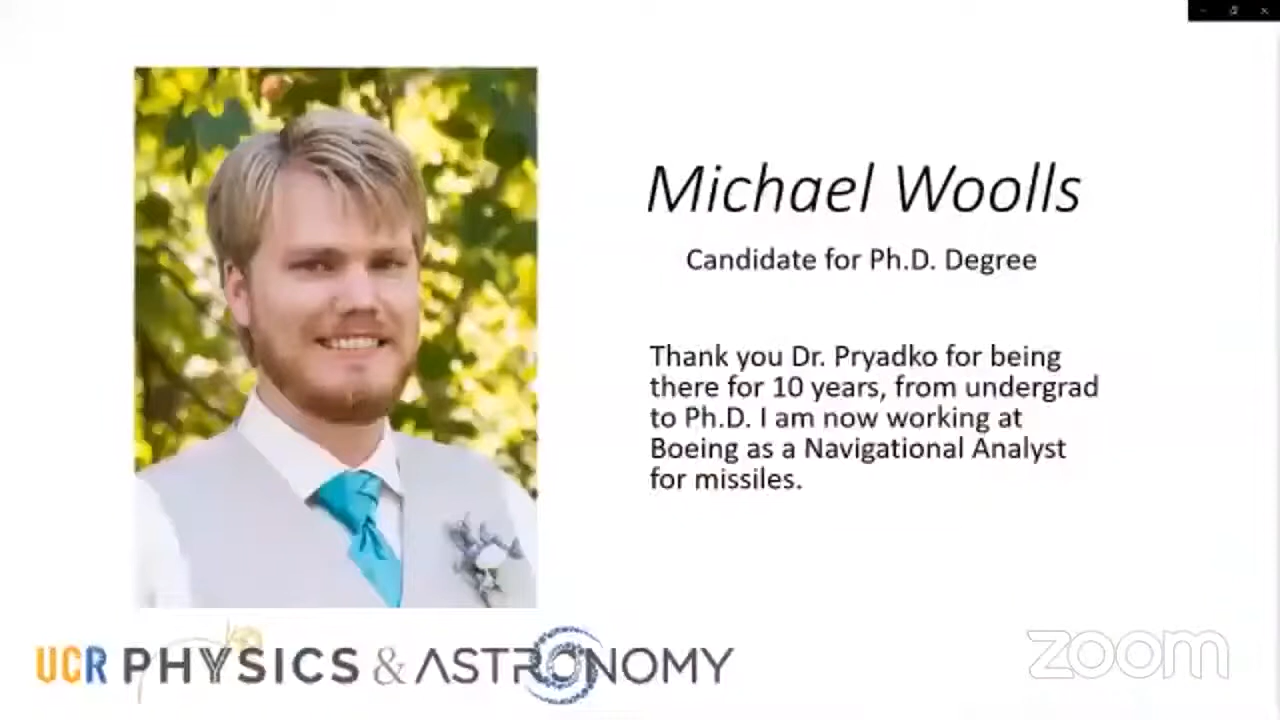 Michael Woolls
Candidate for Ph.D. Degree
Thank you Dr. Pryadko for being
there for 10 years, from undergrad
to Ph.D. I am now working at
Boeing as a Navigational Analyst
for missiles.
UCR PHYSICS & ASTRONOMY
zoom